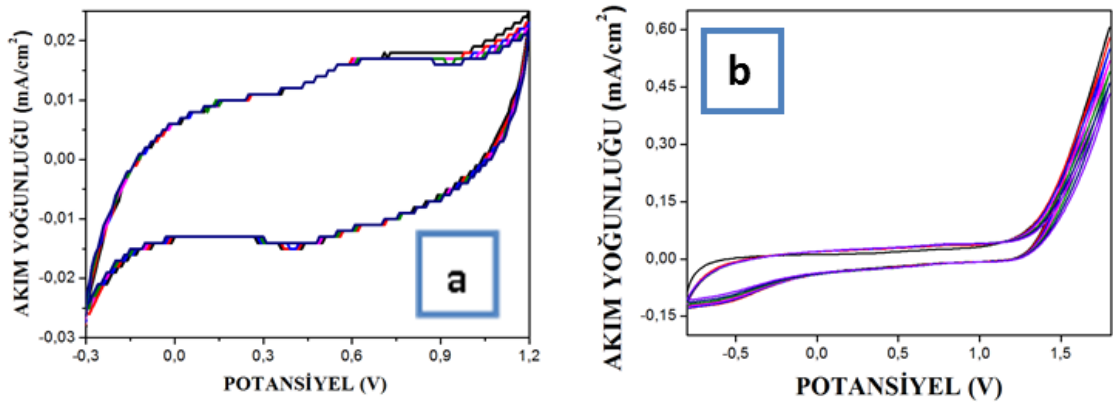 AKIM YOĞUNLUĞU (mA/cm²)
0,02
0,01
0,00
-0,01
-0,02
-0,03
-0,3 0,0 0,3 0,6 0,9 1,2
POTANSİYEL (V)
a
AKIM YOĞUNLUĞU (mA/cm²)
0,60
0,45
0,30
0,15
0,00
-0,15
-0,5 0,0 0,5 1,0 1,5
POTANSİYEL (V)
b